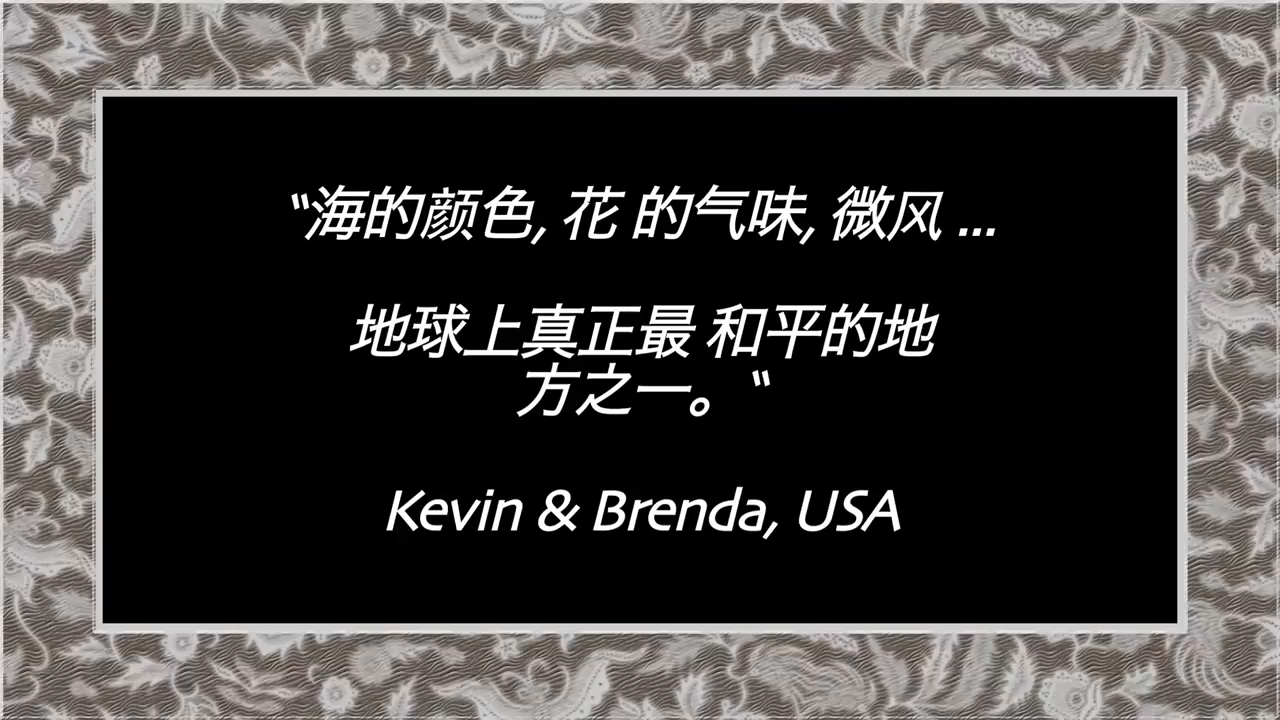 "海的颜色, 花 的气味, 微风 ...
地球上真正最 和平的地
方之一。"
Kevin & Brenda, USA